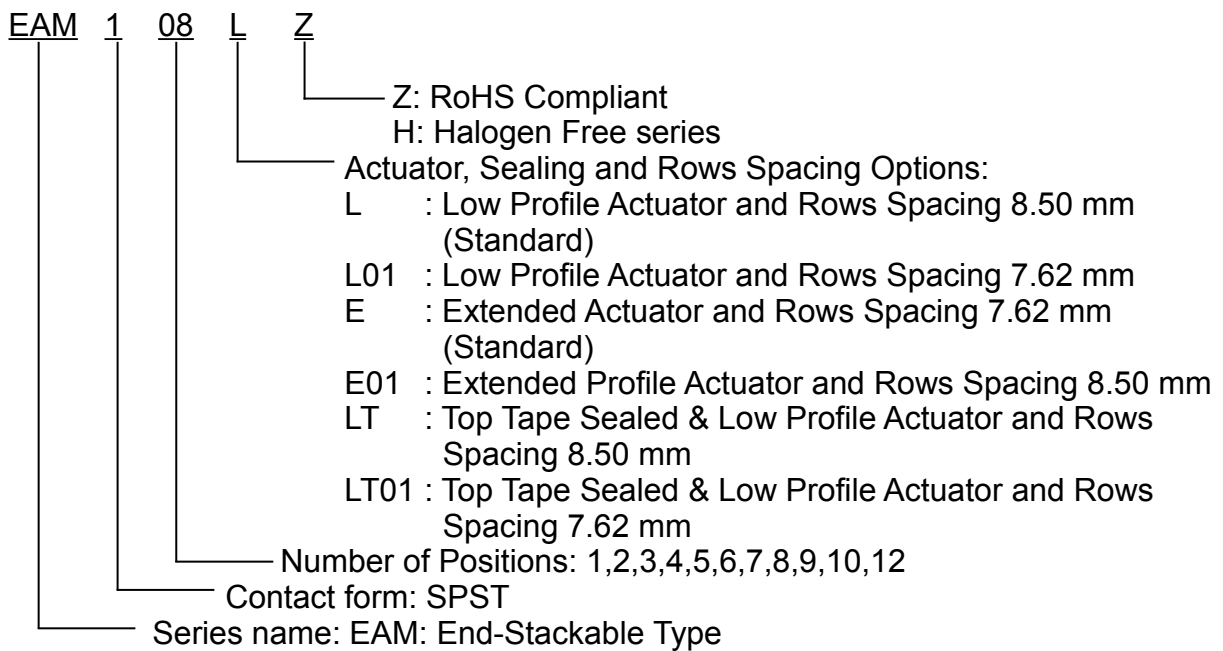 EAM 1 08 L Z
Z: RoHS Compliant
H: Halogen Free series
Actuator, Sealing and Rows Spacing Options:
L : Low Profile Actuator and Rows Spacing 8.50 mm
(Standard)
L01 : Low Profile Actuator and Rows Spacing 7.62 mm
E : Extended Actuator and Rows Spacing 7.62 mm
(Standard)
E01 : Extended Profile Actuator and Rows Spacing 8.50 mm
LT : Top Tape Sealed & Low Profile Actuator and Rows
Spacing 8.50 mm
LT01 : Top Tape Sealed & Low Profile Actuator and Rows
Spacing 7.62 mm
Number of Positions: 1,2,3,4,5,6,7,8,9,10,12
Contact form: SPST
Series name: EAM: End-Stackable Type